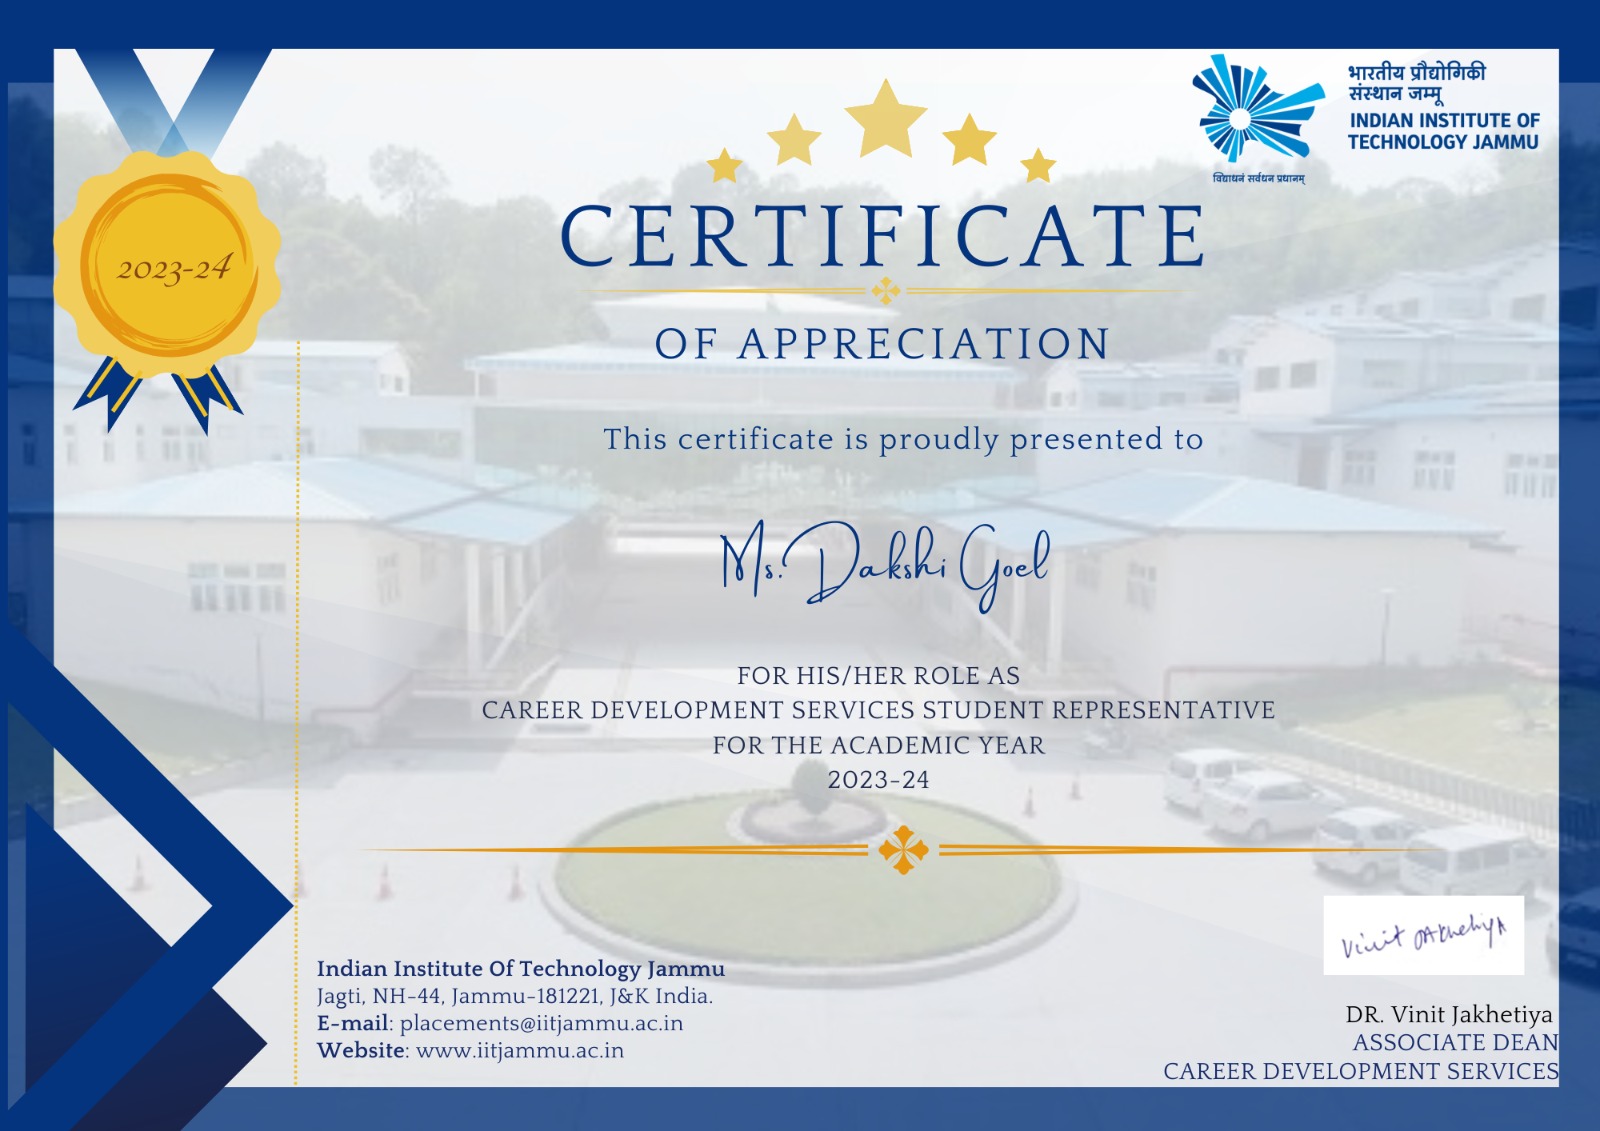 भारतीय प्रौद्योगिकी
संस्थान जम्मू
INDIAN INSTITUTE OF
TECHNOLOGY JAMMU
विद्याधनं सर्वधन प्रधानम्
2023-24
CERTIFICATE
OF APPRECIATION
This certificate is proudly presented to
Ms. Dakshi Goel
FOR HIS/HER ROLE AS
CAREER DEVELOPMENT SERVICES STUDENT REPRESENTATIVE
FOR THE ACADEMIC YEAR
2023-24
Indian Institute Of Technology Jammu
Jagti, NH-44, Jammu-181221, J&K India.
E-mail: placements@iitjammu.ac.in
Website: www.iitjammu.ac.in
Vinit JAKhetiyA
DR. Vinit Jakhetiya
ASSOCIATE DEAN
CAREER DEVELOPMENT SERVICES